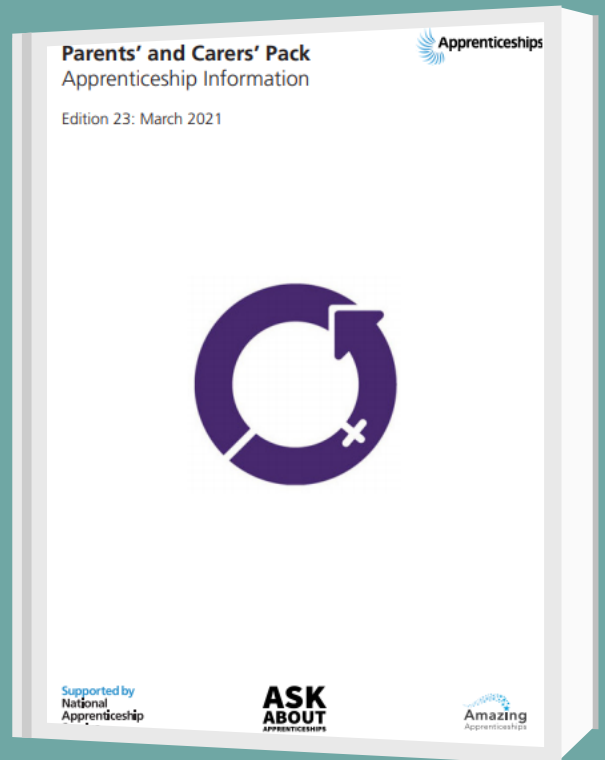 Parents' and Carers' Pack
Apprenticeship Information
Apprenticeships
Edition 23: March 2021
Supported by
National
Apprenticeship
ASK
ABOUT
APPRENTICESHIPS
Amazing
Apprenticeships